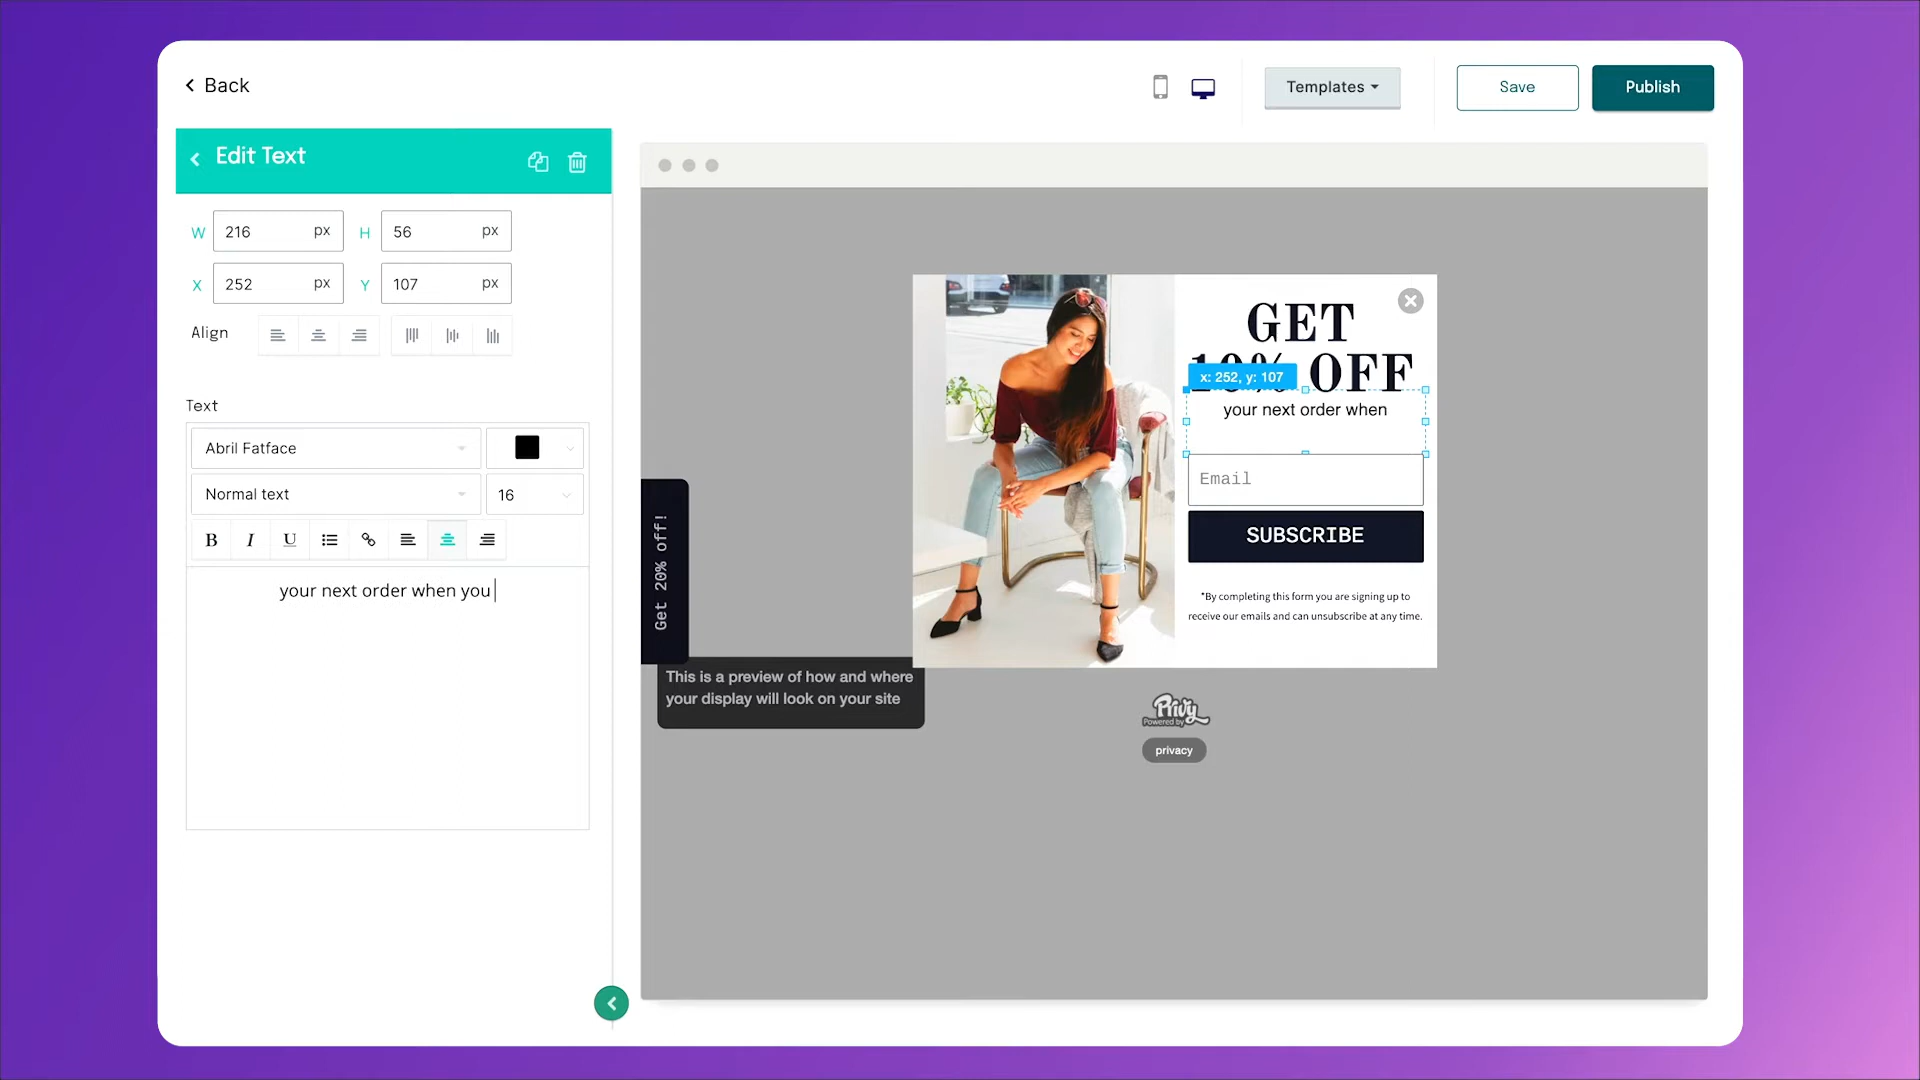 Back
Templates
Save
Publish
Edit Text
W 216 px H 56 px
X 252 px Y 107 px
Align
Text
Abril Fatface
Normal text 16
B I U
your next order when you
GET
10% OFF
x: 252, y: 107
your next order when
Email
SUBSCRIBE
*By completing this form you are signing up to
receive our emails and can unsubscribe at any time.
Get 20% off!
This is a preview of how and where
your display will look on your site
Privy
Powered by
privacy